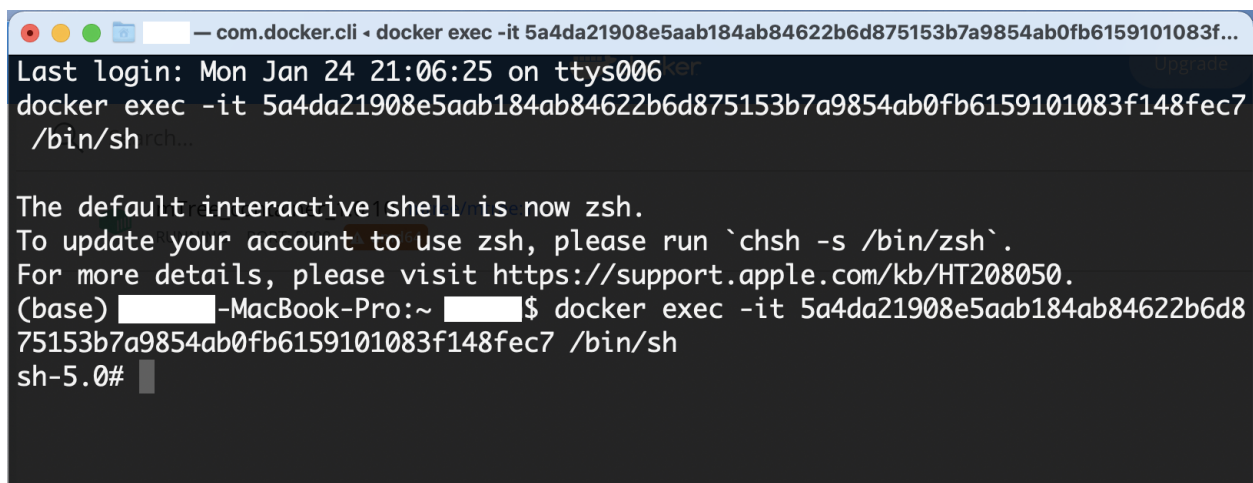 — com.docker.cli ◂ docker exec -it 5a4da21908e5aab184ab84622b6d875153b7a9854ab0fb6159101083f...
Last login: Mon Jan 24 21:06:25 on ttys006
Upgrade
docker exec -it 5a4da21908e5aab184ab84622b6d875153b7a9854ab0fb6159101083f148fec7
/bin/sh
The default interactive shell is now zsh.
To update your account to use zsh, please run `chsh -s /bin/zsh`.
For more details, please visit https://support.apple.com/kb/HT208050.
(base) -MacBook-Pro:~ $ docker exec -it 5a4da21908e5aab184ab84622b6d8
75153b7a9854ab0fb6159101083f148fec7 /bin/sh
sh-5.0#